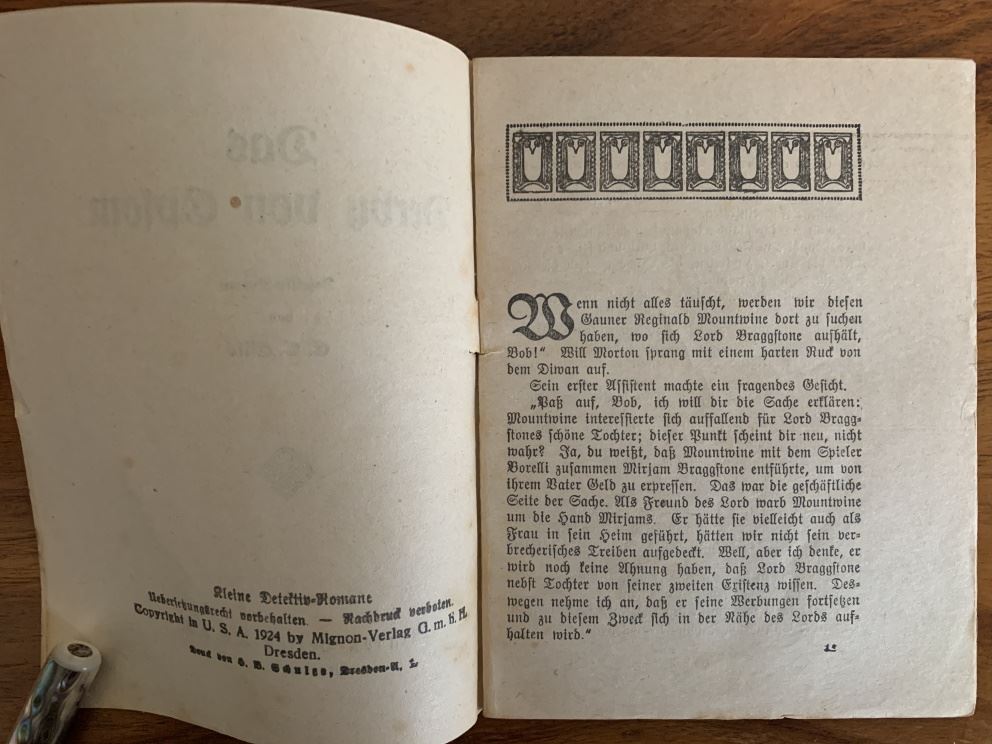 Kleine Detektiv-Romane
Uebersetzungsrecht vorbehalten. — Nachdruck verboten.
Copyright in U. S. A. 1924 by Mignon-Verlag G. m. b. H.
Dresden.
Druck von H. B. Schulze, Dresden-A. 1.
Wenn nicht alles täuscht, werden wir diesen
Gauner Reginald Mountwine dort zu suchen
haben, wo sich Lord Braggstone aufhält,
Bob!“ Will Morton sprang mit einem harten Ruck von
dem Diwan auf.
Sein erster Assistent machte ein fragendes Gesicht.
„Paß auf, Bob, ich will dir die Sache erklären:
Mountwine interessierte sich auffallend für Lord Bragg-
stones schöne Tochter; dieser Punkt scheint dir neu, nicht
wahr? Ja, du weißt, daß Mountwine mit dem Spieler
Borelli zusammen Mirjam Braggstone entführte, um von
ihrem Vater Geld zu erpressen. Das war die geschäftliche
Seite der Sache. Als Freund des Lord warb Mountwine
um die Hand Mirjams. Er hätte sie vielleicht auch als
Frau in sein Heim geführt, hätten wir nicht sein ver-
brecherisches Treiben aufgedeckt. Well, aber ich denke, er
wird noch keine Ahnung haben, daß Lord Braggstone
nebst Tochter von seiner zweiten Existenz wissen. Des-
wegen nehme ich an, daß er seine Werbungen fortsetzen
und zu diesem Zweck sich in der Nähe des Lords auf-
halten wird.“
1*